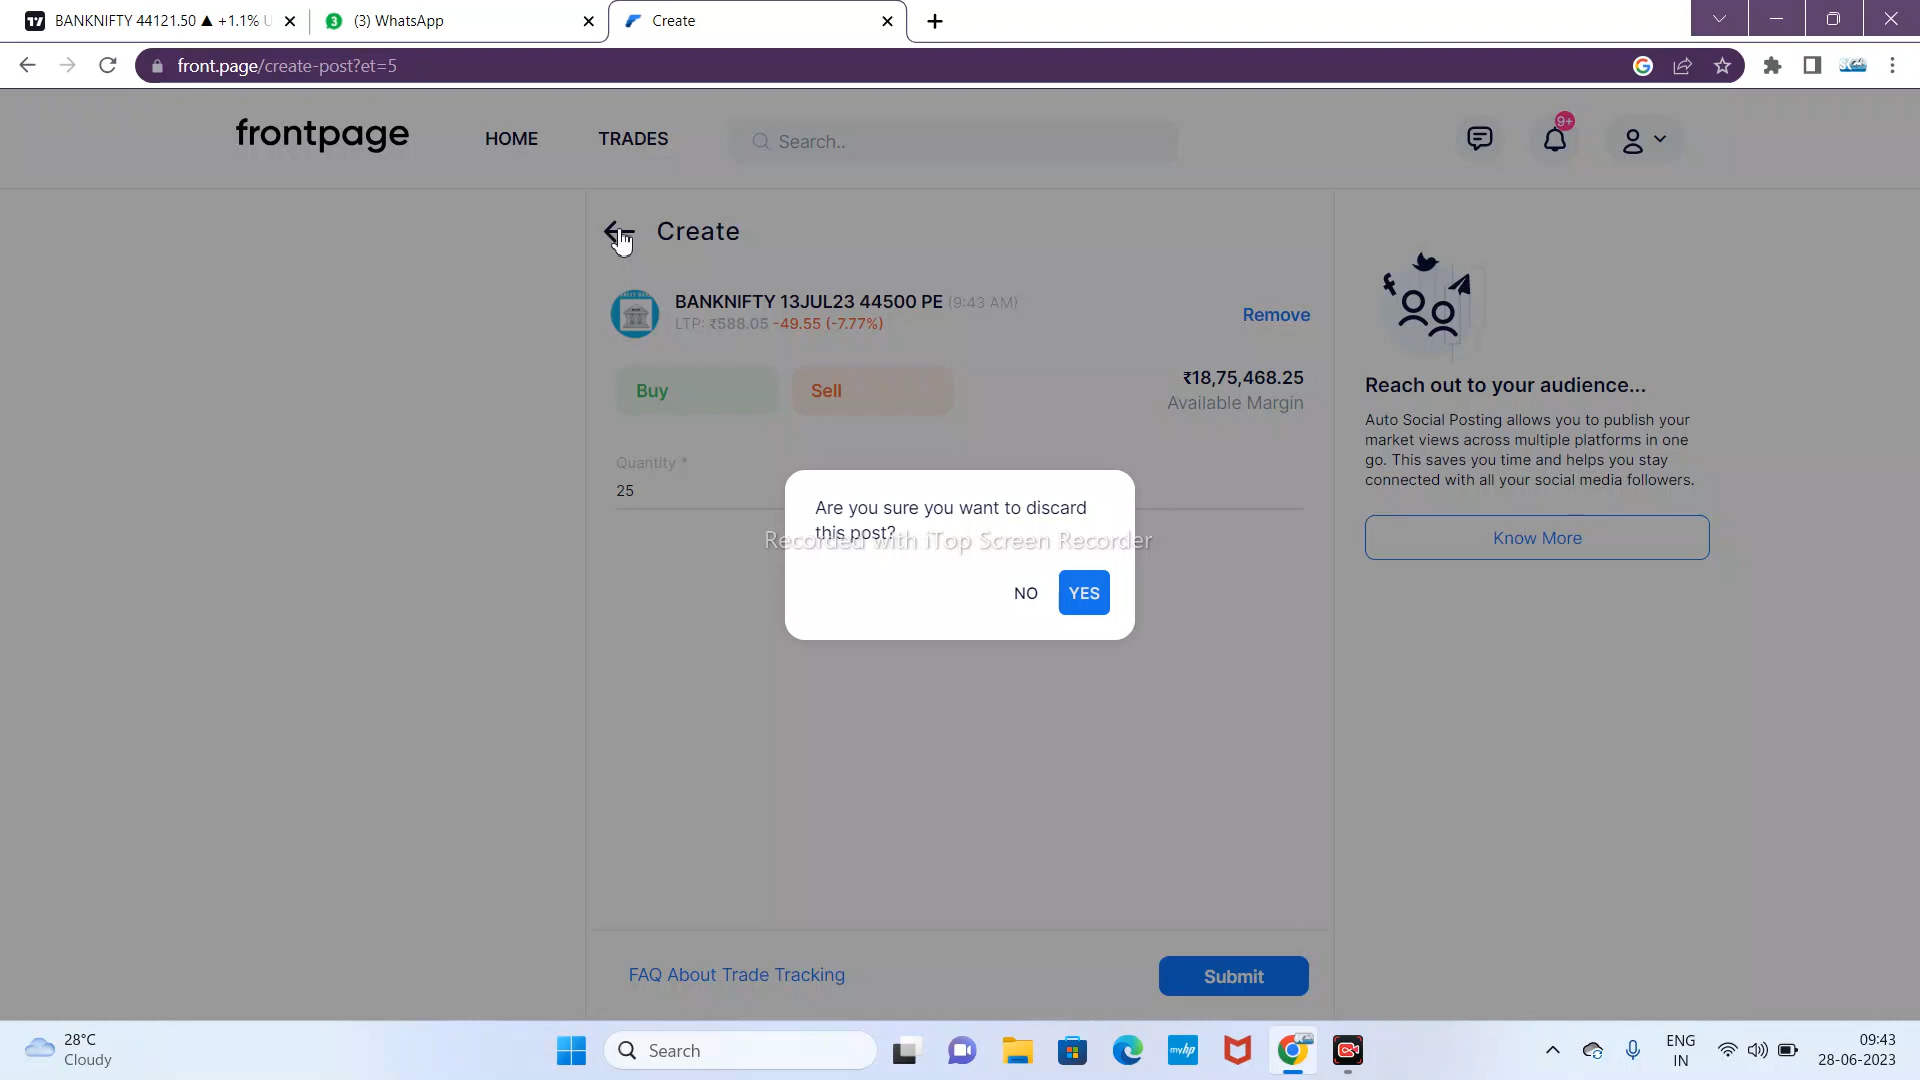 BANKNIFTY 44121.50 ▲ +1.1% U
3 (3) WhatsApp
Create
front.page/create-post?et=5
frontpage
HOME
TRADES
Search..
9+
Create
BANKNIFTY 13JUL23 44500 PE (9:43 AM)
LTP: ₹588.05 -49.55 (-7.77%)
Remove
Buy
Sell
₹18,75,468.25
Available Margin
Quantity *
25
Are you sure you want to discard
this post?
Recorded with iTop Screen Recorder
NO
YES
Reach out to your audience...
Auto Social Posting allows you to publish your
market views across multiple platforms in one
go. This saves you time and helps you stay
connected with all your social media followers.
Know More
FAQ About Trade Tracking
Submit
28°C
Cloudy
Search
myhp
ENG
IN
09:43
28-06-2023